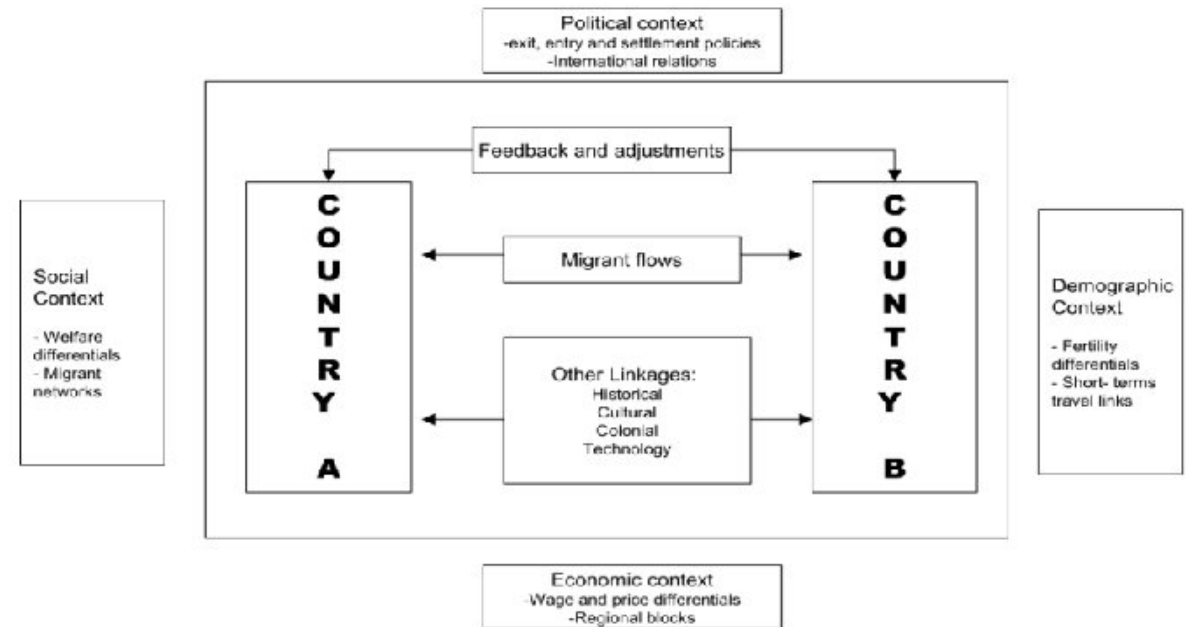 Political context
-exit, entry and settlement policies
-International relations
Feedback and adjustments
COUNTRY A
COUNTRY B
Migrant flows
Social
Context
- Welfare
differentials
- Migrant
networks
Other Linkages:
Historical
Cultural
Colonial
Technology
Demographic
Context
- Fertility
differentials
- Short- terms
travel links
Economic context
-Wage and price differentials
-Regional blocks